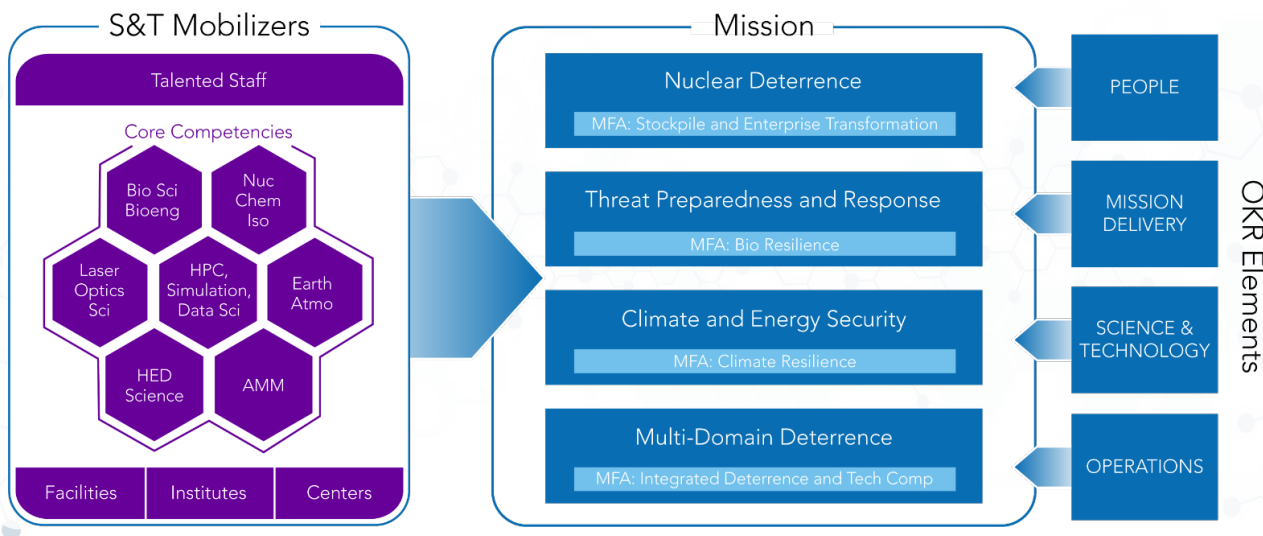 S&T Mobilizers
Talented Staff
Core Competencies
Bio Sci
Bioeng
Nuc
Chem
Iso
Laser
Optics
Sci
HPC,
Simulation,
Data Sci
Earth
Atmo
HED
Science
AMM
Facilities
Institutes
Centers
Mission
Nuclear Deterrence
MFA: Stockpile and Enterprise Transformation
Threat Preparedness and Response
MFA: Bio Resilience
Climate and Energy Security
MFA: Climate Resilience
Multi-Domain Deterrence
MFA: Integrated Deterrence and Tech Comp
PEOPLE
MISSION
DELIVERY
SCIENCE &
TECHNOLOGY
OPERATIONS
OKR Elements